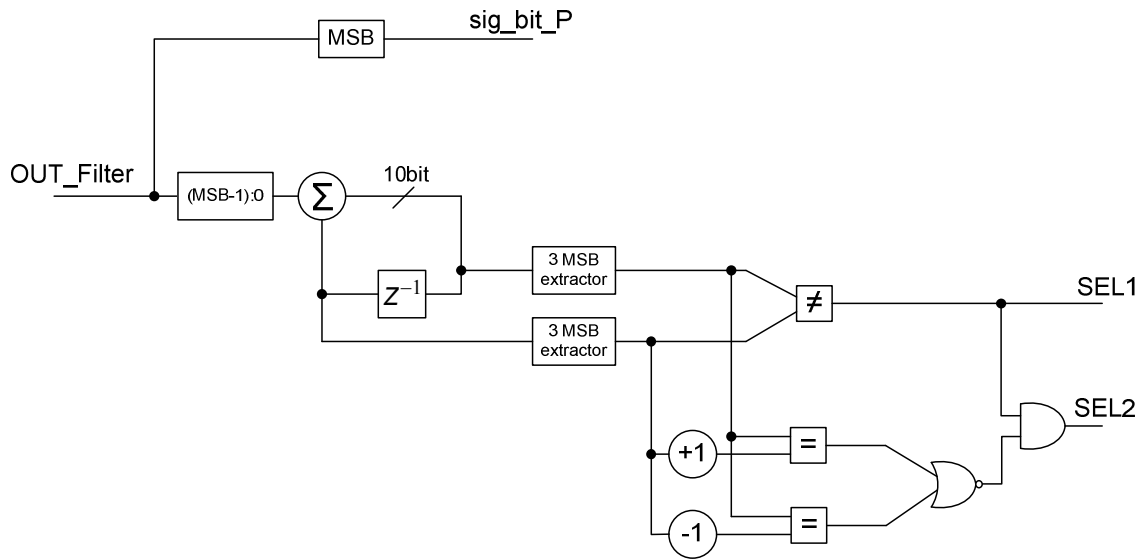 MSB
sig_bit_P
OUT_Filter
(MSB-1):0
Σ
10bit
Z⁻¹
3 MSB
extractor
3 MSB
extractor
≠
SEL1
SEL2
+1
=
-1
=